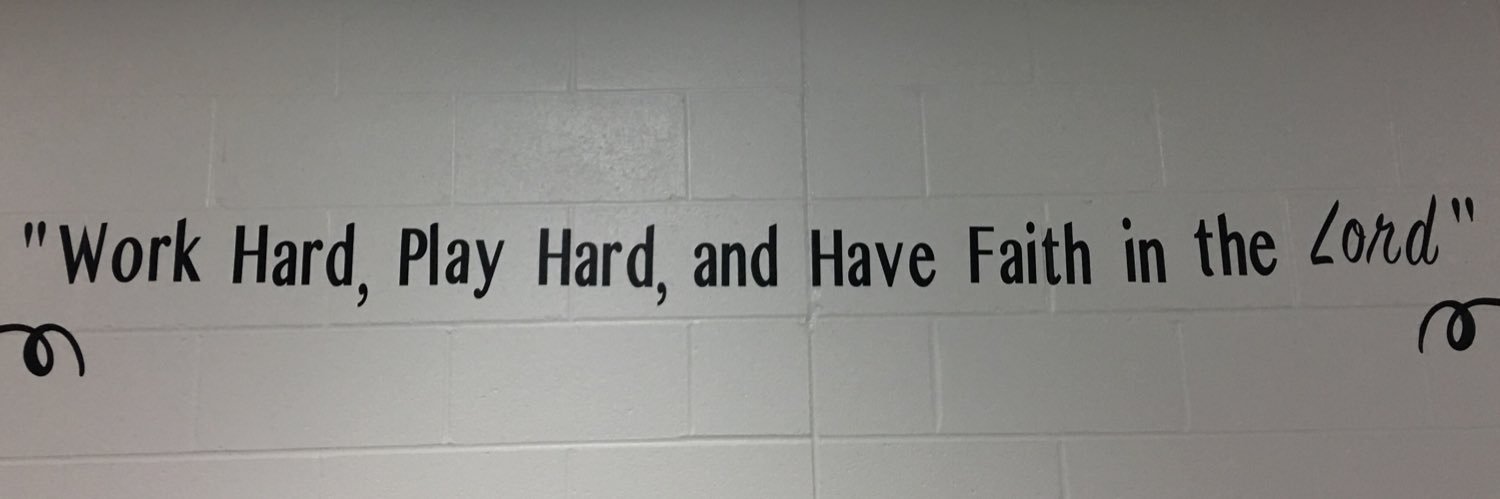 "Work Hard, Play Hard, and Have Faith in the Lord"